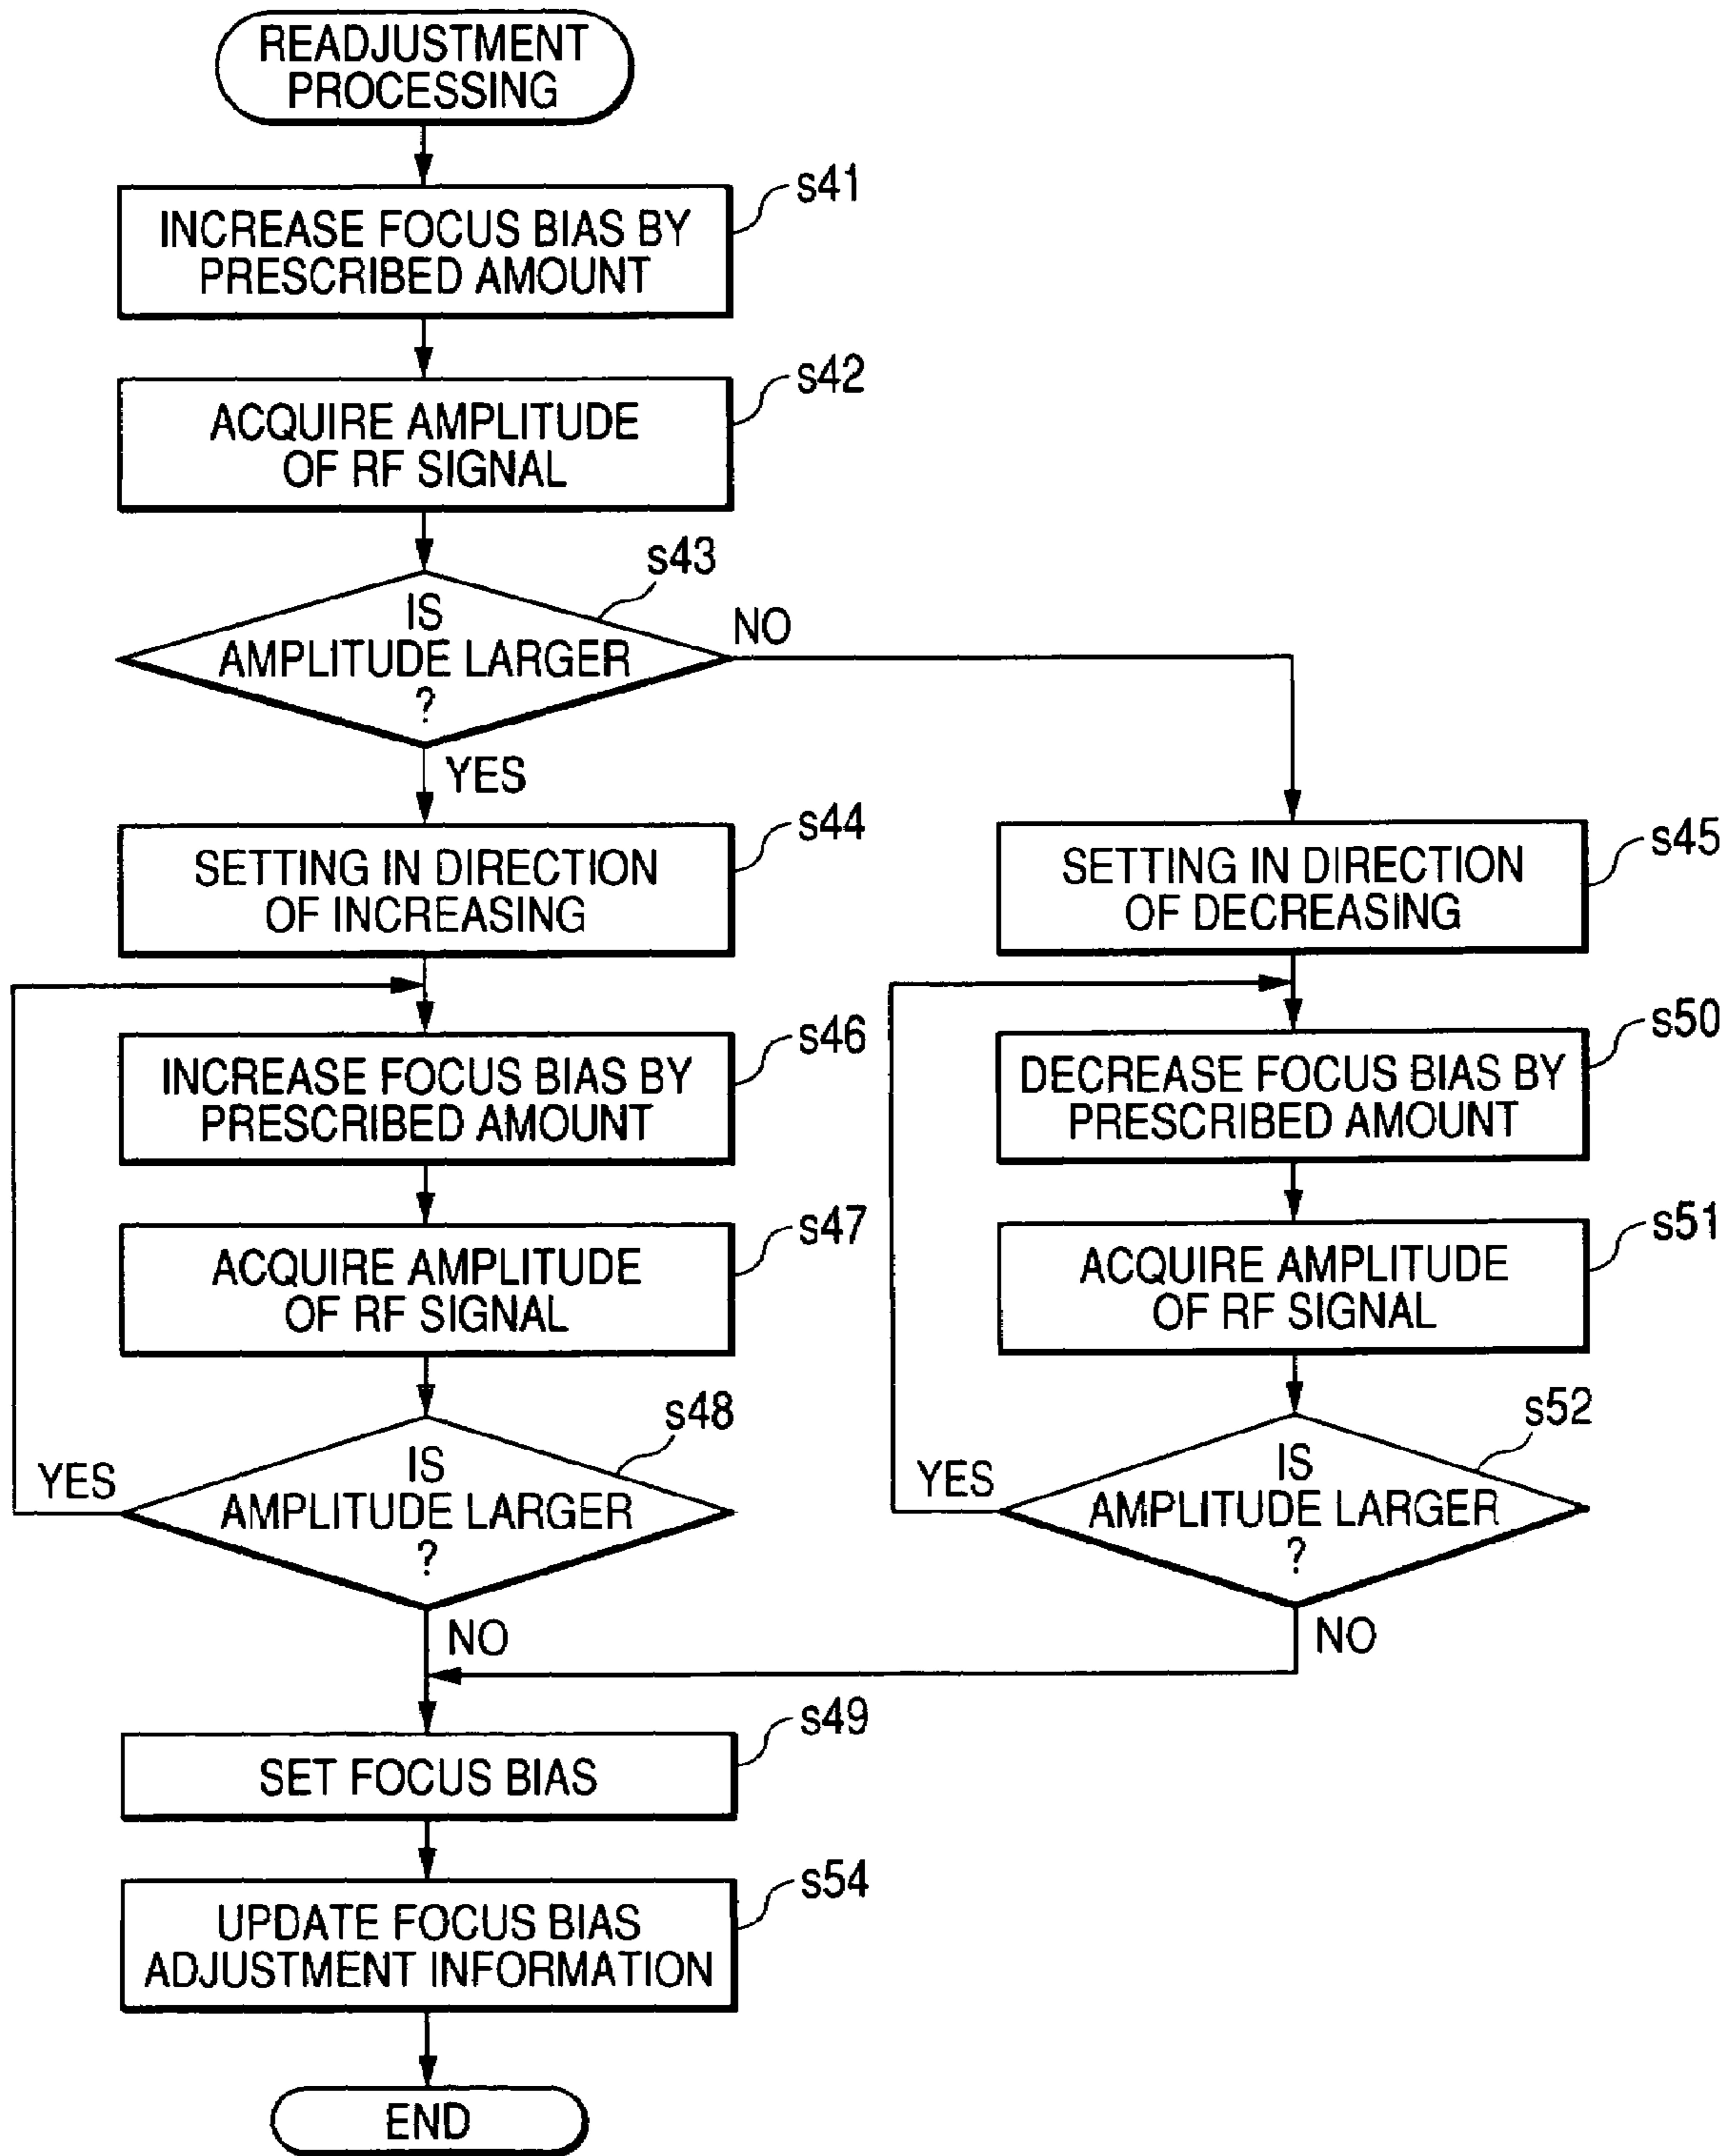 READJUSTMENT
PROCESSING
s41
INCREASE FOCUS BIAS BY
PRESCRIBED AMOUNT
s42
ACQUIRE AMPLITUDE
OF RF SIGNAL
s43
IS
AMPLITUDE LARGER
?
NO
YES
s44
SETTING IN DIRECTION
OF INCREASING
s45
SETTING IN DIRECTION
OF DECREASING
s46
INCREASE FOCUS BIAS BY
PRESCRIBED AMOUNT
s50
DECREASE FOCUS BIAS BY
PRESCRIBED AMOUNT
s47
ACQUIRE AMPLITUDE
OF RF SIGNAL
s51
ACQUIRE AMPLITUDE
OF RF SIGNAL
s48
YES
IS
AMPLITUDE LARGER
?
NO
s52
YES
IS
AMPLITUDE LARGER
?
NO
s49
SET FOCUS BIAS
s54
UPDATE FOCUS BIAS
ADJUSTMENT INFORMATION
END